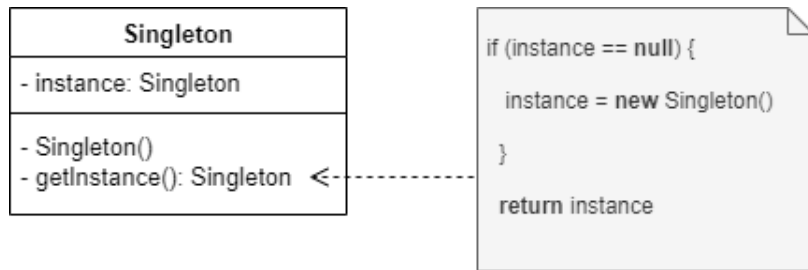 Singleton
- instance: Singleton
- Singleton()
- getInstance(): Singleton
if (instance == null) {
instance = new Singleton()
}
return instance